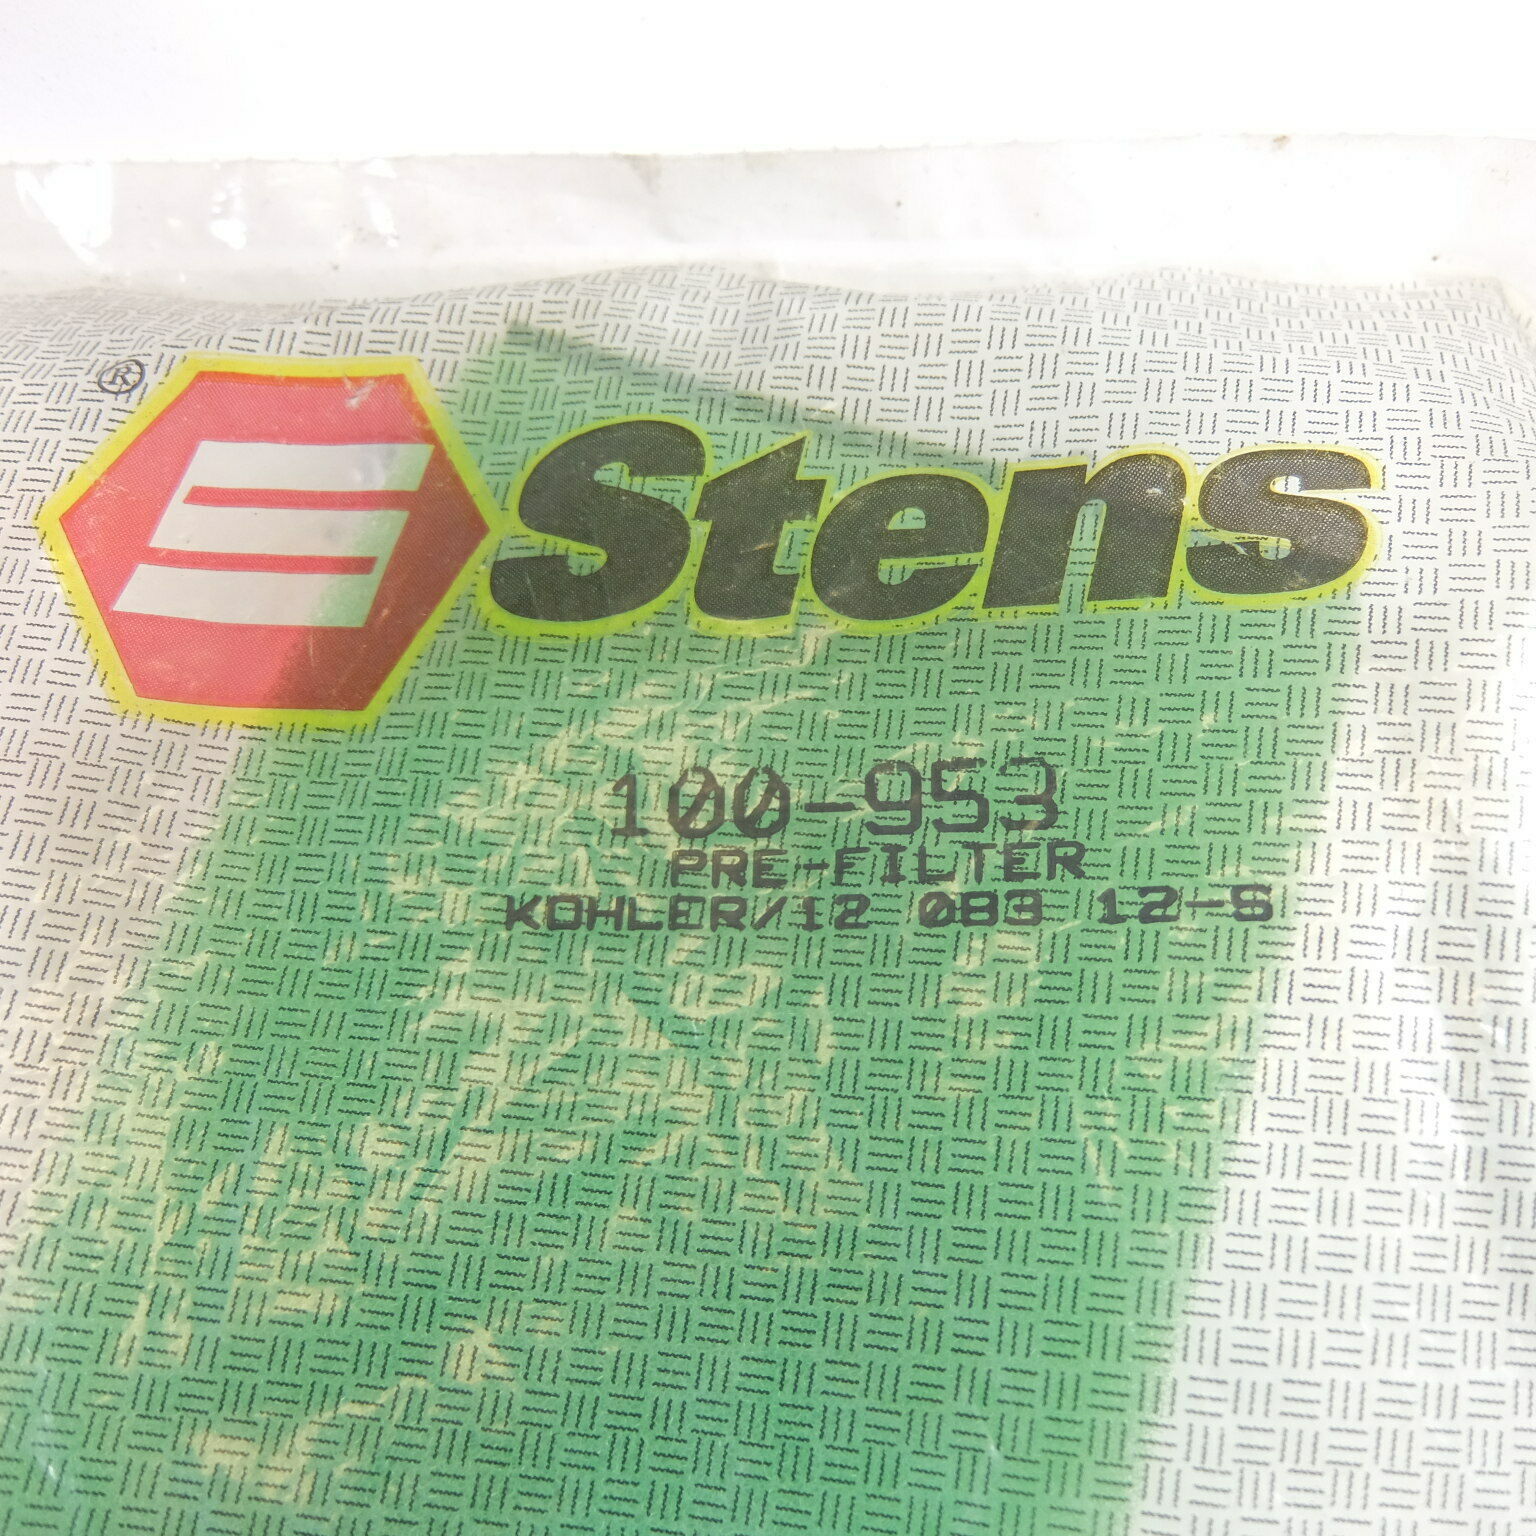 ® Stens
100-953
PRE-FILTER
KOHLER/12 083 12-S